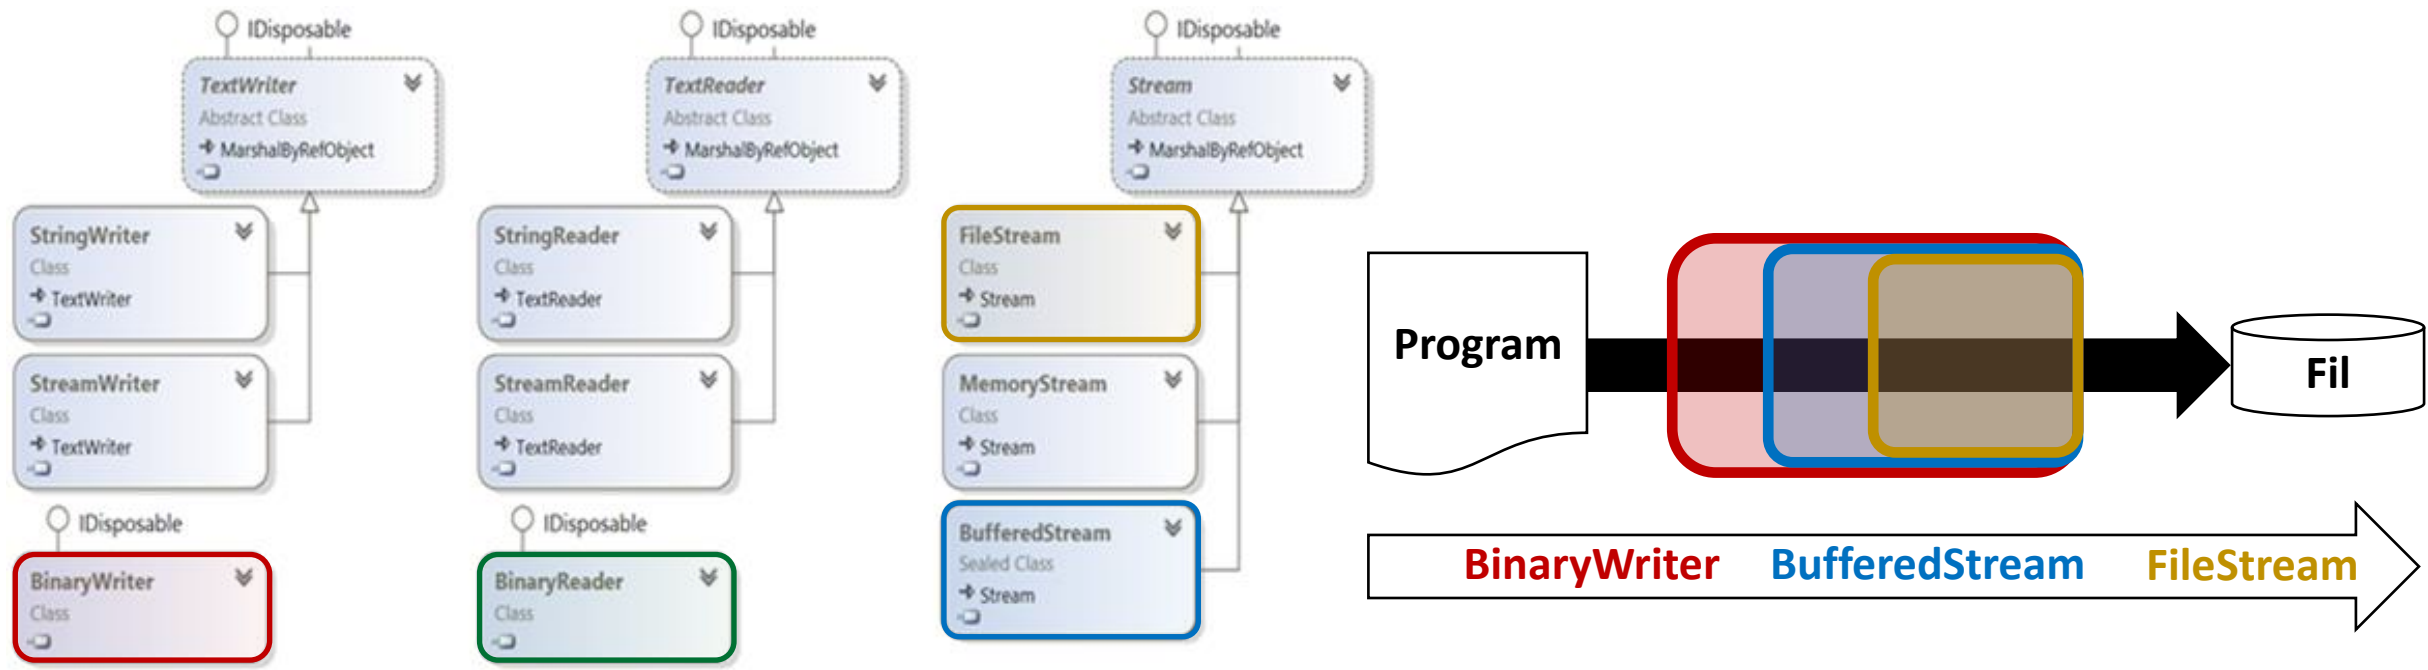 IDisposable
TextWriter
Abstract Class
MarshalByRefObject
StringWriter
Class
TextWriter
StreamWriter
Class
TextWriter
IDisposable
BinaryWriter
Class
IDisposable
TextReader
Abstract Class
MarshalByRefObject
StringReader
Class
TextReader
StreamReader
Class
TextReader
IDisposable
BinaryReader
Class
IDisposable
Stream
Abstract Class
MarshalByRefObject
FileStream
Class
Stream
MemoryStream
Class
Stream
BufferedStream
Sealed Class
Stream
Program
Fil
BinaryWriter BufferedStream FileStream